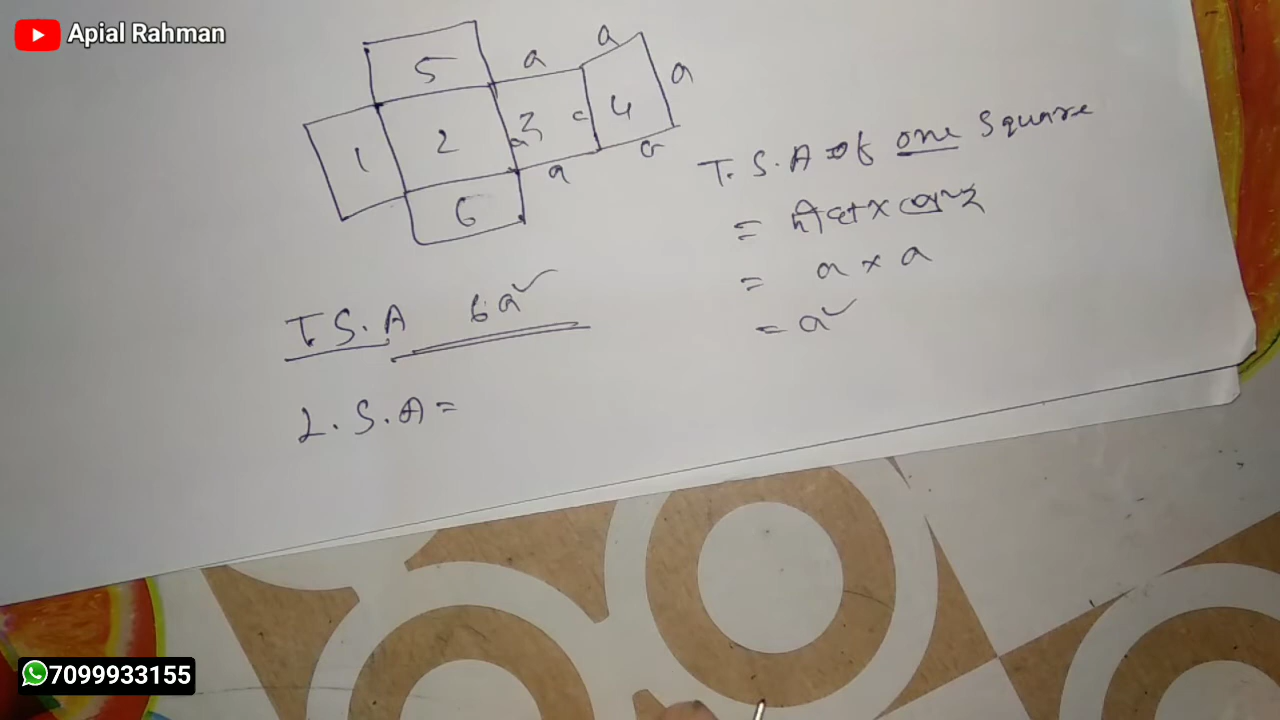 Apial Rahman
5
a
a
1
2
a
3
4
a
6
a
a
T. S. A of one Square
= a × a
= a²
T.S.A 6a²
L.S.A =
7099933155